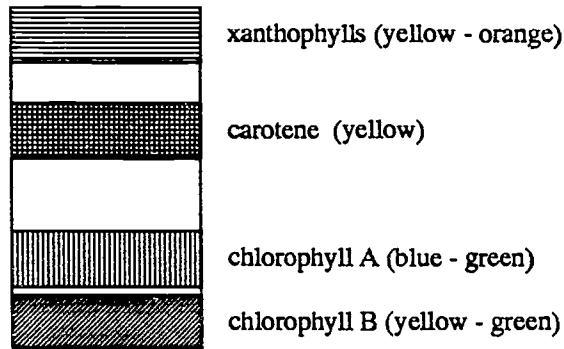 xanthophylls (yellow - orange)
carotene (yellow)
chlorophyll A (blue - green)
chlorophyll B (yellow - green)